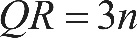 QR = 3n